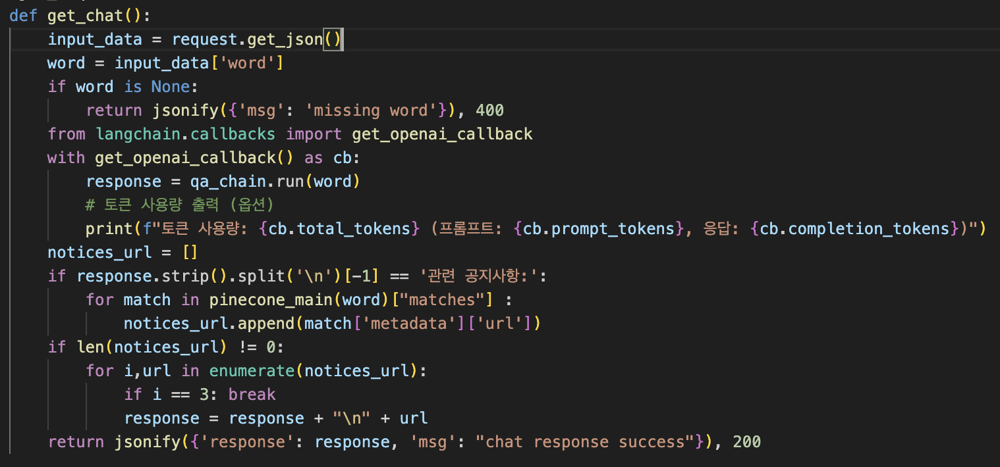 def get_chat():
    input_data = request.get_json()
    word = input_data['word']
    if word is None:
        return jsonify({'msg': 'missing word'}), 400
    from langchain.callbacks import get_openai_callback
    with get_openai_callback() as cb:
        response = qa_chain.run(word)
        # 토큰 사용량 출력 (옵션)
        print(f"토큰 사용량: {cb.total_tokens} (프롬프트: {cb.prompt_tokens}, 응답: {cb.completion_tokens})")
    notices_url = []
    if response.strip().split('\n')[-1] == '관련 공지사항:':
        for match in pinecone_main(word)["matches"] :
            notices_url.append(match['metadata']['url'])
    if len(notices_url) != 0:
        for i,url in enumerate(notices_url):
            if i == 3: break
            response = response + "\n" + url
    return jsonify({'response': response, 'msg': "chat response success"}), 200